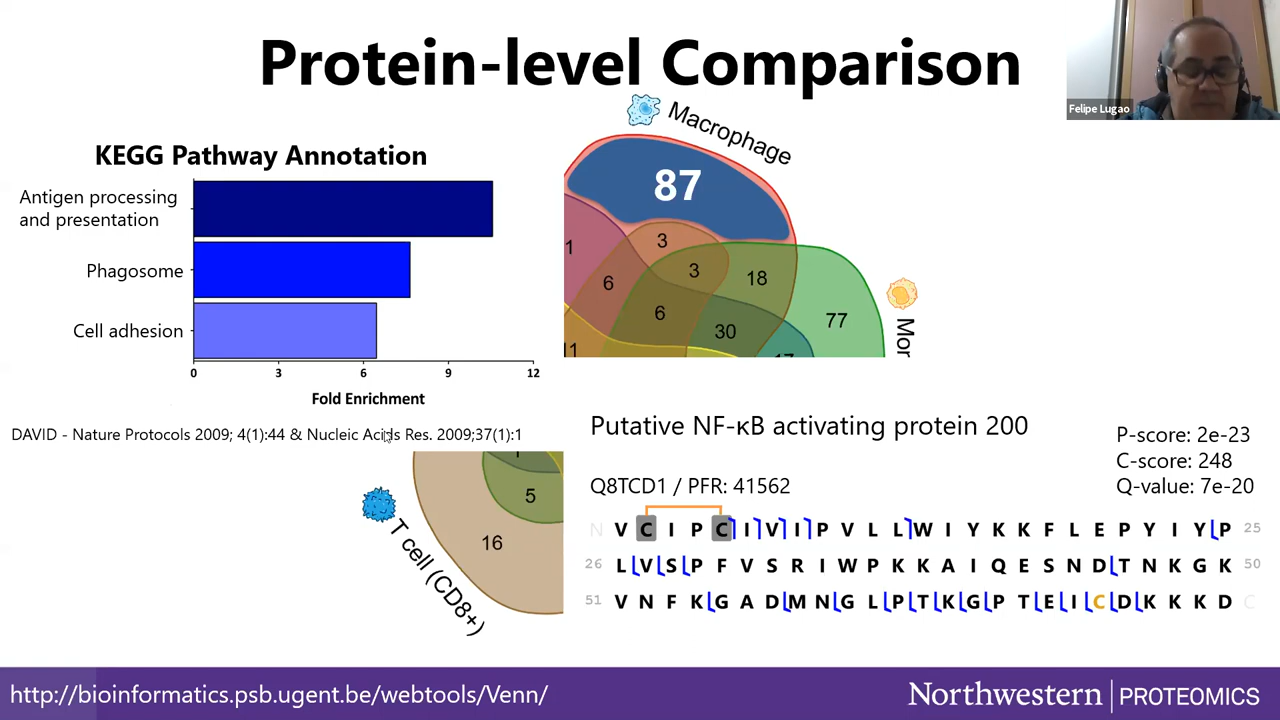 Protein-level Comparison
Felipe Lugao
Macrophage
KEGG Pathway Annotation
Antigen processing
and presentation
Phagosome
Cell adhesion
0 3 6 9 12
Fold Enrichment
DAVID - Nature Protocols 2009; 4(1):44 & Nucleic Acids Res. 2009;37(1):1
87
3
1
3
18
6
6
30
77
11
17
Mor
1
5
16
T cell (CD8+)
Putative NF-κB activating protein 200
P-score: 2e-23
C-score: 248
Q-value: 7e-20
Q8TCD1 / PFR: 41562
N V C I P C I V I P V L L W I Y K K F L E P Y I Y P 25
26 L V S P F V S R I W P K K A I Q E S N D T N K G K 50
51 V N F K G A D M N G L P T K G P T E I C D K K K D C
http://bioinformatics.psb.ugent.be/webtools/Venn/
Northwestern | PROTEOMICS